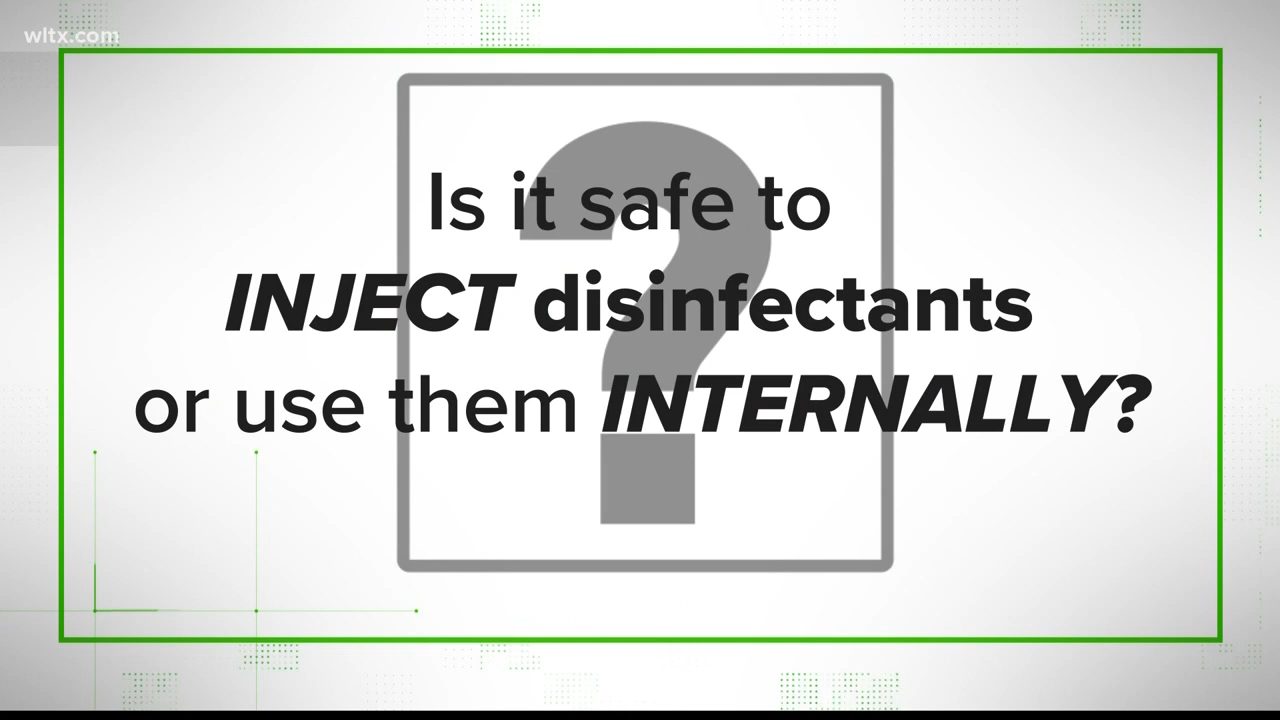 wltx.com
Is it safe to
INJECT disinfectants
or use them INTERNALLY?
?